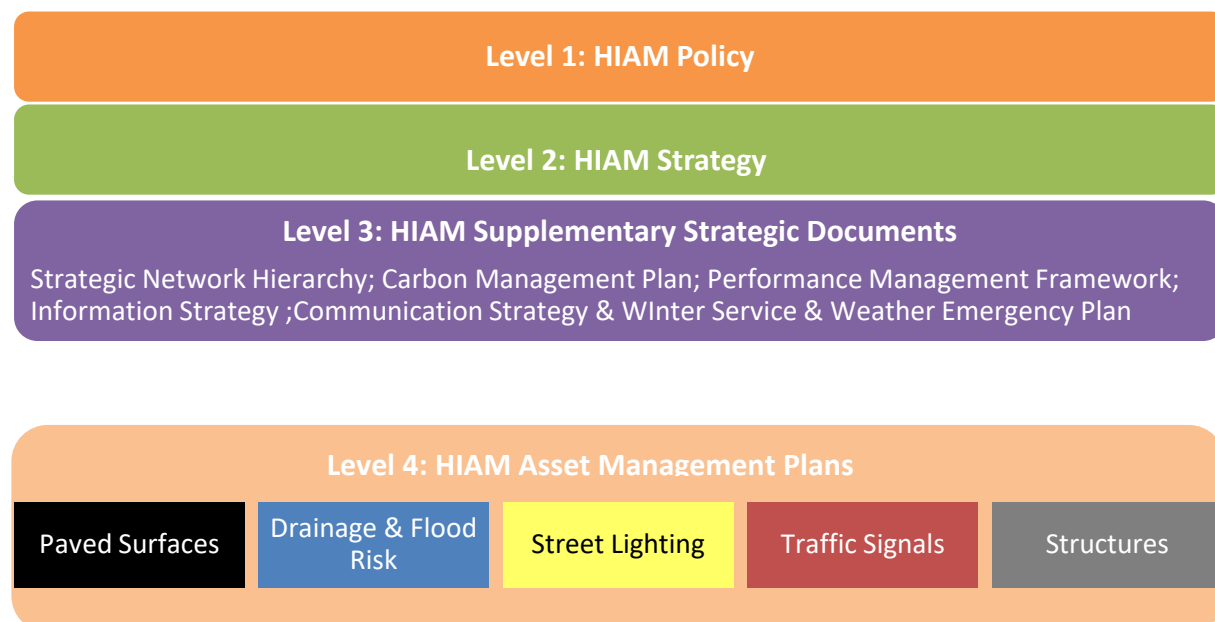 Level 1: HIAM Policy
Level 2: HIAM Strategy
Level 3: HIAM Supplementary Strategic Documents
Strategic Network Hierarchy; Carbon Management Plan; Performance Management Framework;
Information Strategy ;Communication Strategy & WInter Service & Weather Emergency Plan
Level 4: HIAM Asset Management Plans
Paved Surfaces
Drainage & Flood
Risk
Street Lighting
Traffic Signals
Structures